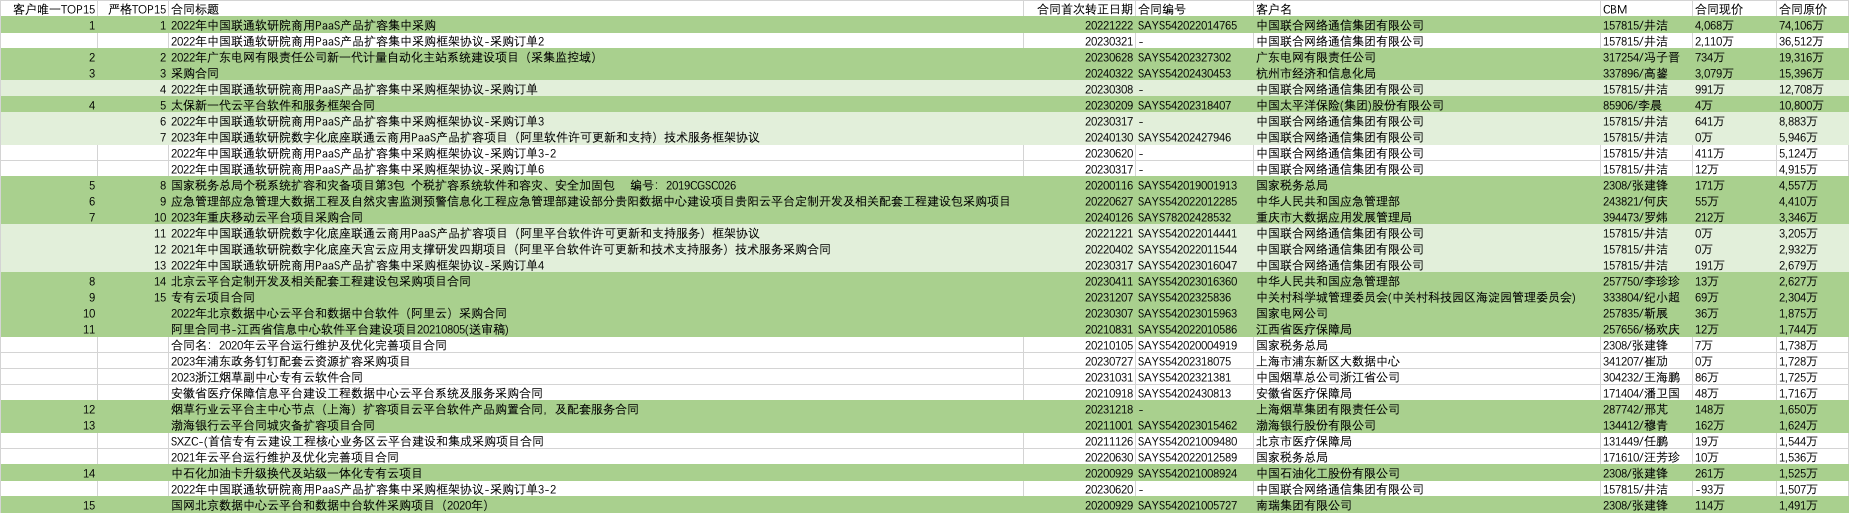 客户唯一TOP15 严格TOP15 合同标题 合同首次转正日期 合同编号 客户名 CBM 合同现价 合同原价
1 1 2022年中国联通软研院商用PaaS产品扩容集中采购 20221222 SAYS542022014765 中国联合网络通信集团有限公司 157815/井洁 4,068万 74,106万
2022年中国联通软研院商用PaaS产品扩容集中采购框架协议-采购订单2 20230321 - 中国联合网络通信集团有限公司 157815/井洁 2,110万 36,512万
2 2 2022年广东电网有限责任公司新一代计量自动化主站系统建设项目（采集监控域） 20230628 SAYS54202327302 广东电网有限责任公司 317254/冯子晋 734万 19,316万
3 3 采购合同 20240322 SAYS54202430453 杭州市经济和信息化局 337896/高鋆 3,079万 15,396万
4 2022年中国联通软研院商用PaaS产品扩容集中采购框架协议-采购订单 20230308 - 中国联合网络通信集团有限公司 157815/井洁 991万 12,708万
4 5 太保新一代云平台软件和服务框架合同 20230209 SAYS54202318407 中国太平洋保险(集团)股份有限公司 85906/李晨 4万 10,800万
6 2022年中国联通软研院商用PaaS产品扩容集中采购框架协议-采购订单3 20230317 - 中国联合网络通信集团有限公司 157815/井洁 641万 8,883万
7 2023年中国联通软研院数字化底座联通云商用PaaS产品扩容项目（阿里软件许可更新和支持）技术服务框架协议 20240130 SAYS54202427946 中国联合网络通信集团有限公司 157815/井洁 0万 5,946万
2022年中国联通软研院商用PaaS产品扩容集中采购框架协议-采购订单3-2 20230620 - 中国联合网络通信集团有限公司 157815/井洁 411万 5,124万
2022年中国联通软研院商用PaaS产品扩容集中采购框架协议-采购订单6 20230317 - 中国联合网络通信集团有限公司 157815/井洁 12万 4,915万
5 8 国家税务总局个税系统扩容和灾备项目第3包 个税扩容系统软件和容灾、安全加固包 编号：2019CGSC026 20200116 SAYS542019001913 国家税务总局 2308/张建锋 171万 4,557万
6 9 应急管理部应急管理大数据工程及自然灾害监测预警信息化工程应急管理部建设部分贵阳数据中心建设项目贵阳云平台定制开发及相关配套工程建设包采购项目 20220627 SAYS542022012285 中华人民共和国应急管理部 243821/何庆 55万 4,410万
7 10 2023年重庆移动云平台项目采购合同 20240126 SAYS78202428532 重庆市大数据应用发展管理局 394473/罗炜 212万 3,346万
11 2022年中国联通软研院数字化底座联通云商用PaaS产品扩容项目（阿里平台软件许可更新和支持服务）框架协议 20221221 SAYS542022014441 中国联合网络通信集团有限公司 157815/井洁 0万 3,205万
12 2021年中国联通软研院数字化底座天宫云应用支撑研发四期项目（阿里平台软件许可更新和技术支持服务）技术服务采购合同 20220402 SAYS542022011544 中国联合网络通信集团有限公司 157815/井洁 0万 2,932万
13 2022年中国联通软研院商用PaaS产品扩容集中采购框架协议-采购订单4 20230317 SAYS542023016047 中国联合网络通信集团有限公司 157815/井洁 191万 2,679万
8 14 北京云平台定制开发及相关配套工程建设包采购项目合同 20230411 SAYS542023016360 中华人民共和国应急管理部 257750/李珍珍 13万 2,627万
9 15 专有云项目合同 20231207 SAYS54202325836 中关村科学城管理委员会(中关村科技园区海淀园管理委员会) 333804/纪小超 69万 2,304万
10 2022年北京数据中心云平台和数据中台软件（阿里云）采购合同 20230307 SAYS542023015963 国家电网公司 257835/靳展 36万 1,875万
11 阿里合同书-江西省信息中心软件平台建设项目20210805(送审稿) 20210831 SAYS542022010586 江西省医疗保障局 257656/杨欢庆 12万 1,744万
合同名：2020年云平台运行维护及优化完善项目合同 20210105 SAYS542020004919 国家税务总局 2308/张建锋 7万 1,738万
2023年浦东政务钉钉配套云资源扩容采购项目 20230727 SAYS54202318075 上海市浦东新区大数据中心 341207/崔劢 0万 1,728万
2023浙江烟草副中心专有云软件合同 20231031 SAYS54202321381 中国烟草总公司浙江省公司 304232/王海鹏 86万 1,725万
安徽省医疗保障信息平台建设工程数据中心云平台系统及服务采购合同 20210918 SAYS54202430813 安徽省医疗保障局 171404/潘卫国 48万 1,716万
12 烟草行业云平台主中心节点（上海）扩容项目云平台软件产品购置合同，及配套服务合同 20231218 - 上海烟草集团有限责任公司 287742/邢芃 148万 1,650万
13 渤海银行云平台同城灾备扩容项目合同 20211001 SAYS542023015462 渤海银行股份有限公司 134412/穆青 162万 1,624万
SXZC-(首信专有云建设工程核心业务区云平台建设和集成采购项目合同 20211126 SAYS542021009480 北京市医疗保障局 131449/任鹏 19万 1,544万
2021年云平台运行维护及优化完善项目合同 20220630 SAYS542022012589 国家税务总局 171610/汪芳珍 10万 1,536万
14 中石化加油卡升级换代及站级一体化专有云项目 20200929 SAYS542021008924 中国石油化工股份有限公司 2308/张建锋 261万 1,525万
2022年中国联通软研院商用PaaS产品扩容集中采购框架协议-采购订单3-2 20230620 - 中国联合网络通信集团有限公司 157815/井洁 -93万 1,507万
15 国网北京数据中心云平台和数据中台软件采购项目（2020年） 20200929 SAYS542021005727 南瑞集团有限公司 2308/张建锋 114万 1,491万